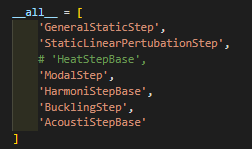 __all__ = [
    'GeneralStaticStep',
    'StaticLinearPertubationStep',
    # 'HeatStepBase',
    'ModalStep',
    'HarmoniStepBase',
    'BucklingStep',
    'AcoustiStepBase'
]